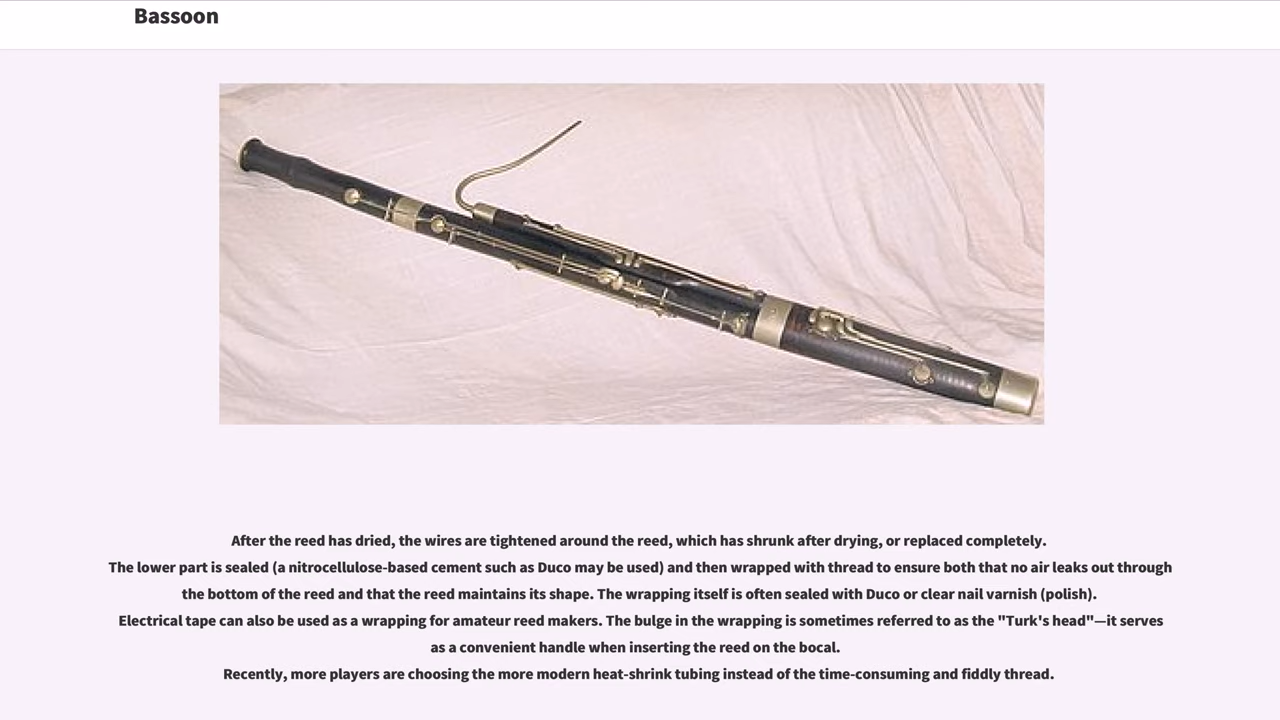 Bassoon
After the reed has dried, the wires are tightened around the reed, which has shrunk after drying, or replaced completely.
The lower part is sealed (a nitrocellulose-based cement such as Duco may be used) and then wrapped with thread to ensure both that no air leaks out through
the bottom of the reed and that the reed maintains its shape. The wrapping itself is often sealed with Duco or clear nail varnish (polish).
Electrical tape can also be used as a wrapping for amateur reed makers. The bulge in the wrapping is sometimes referred to as the "Turk's head"—it serves
as a convenient handle when inserting the reed on the bocal.
Recently, more players are choosing the more modern heat-shrink tubing instead of the time-consuming and fiddly thread.